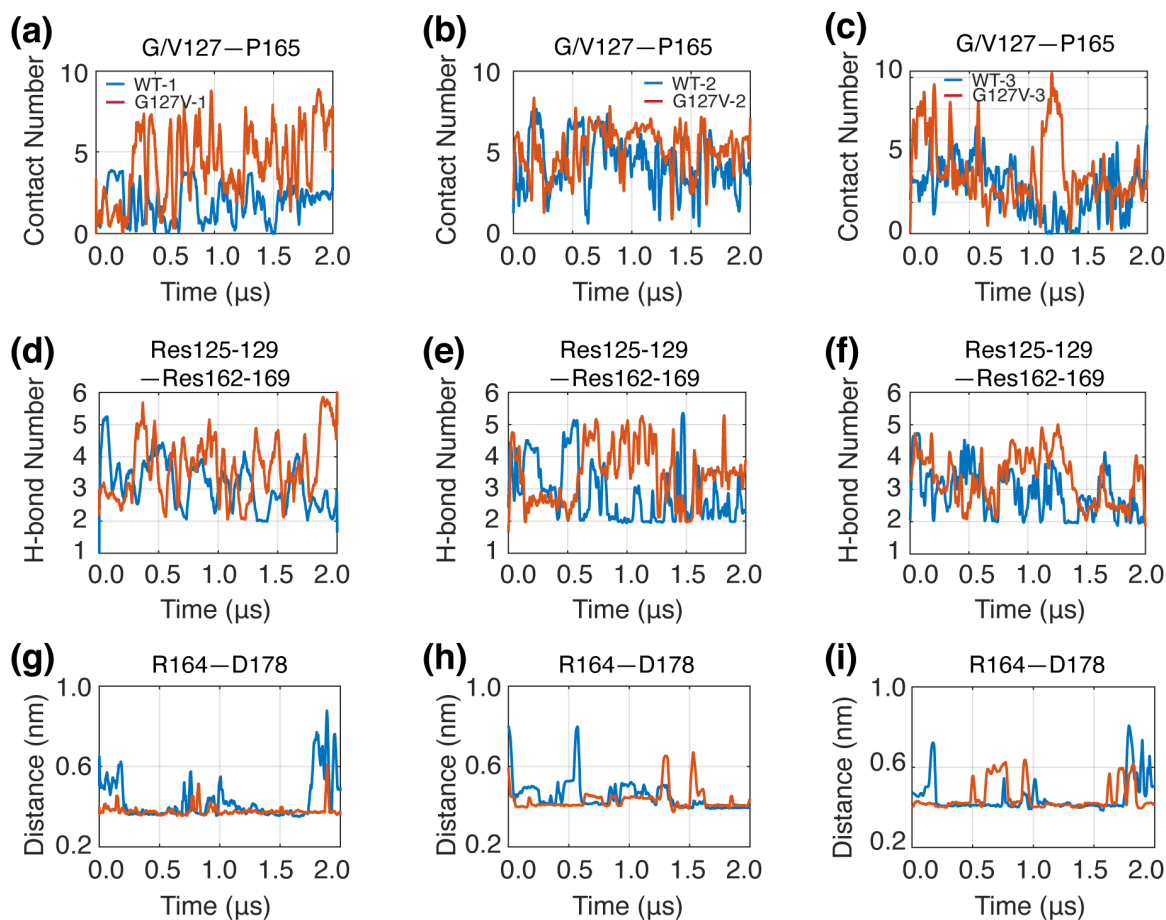 (a)
G/V127—P165
Contact Number
10
5
0
WT-1
G127V-1
0.0 0.5 1.0 1.5 2.0
Time (μs)
(b)
G/V127—P165
Contact Number
10
5
0
WT-2
G127V-2
0.0 0.5 1.0 1.5 2.0
Time (μs)
(c)
G/V127—P165
Contact Number
10
5
0
WT-3
G127V-3
0.0 0.5 1.0 1.5 2.0
Time (μs)
(d)
Res125-129
—Res162-169
H-bond Number
6
5
4
3
2
1
0.0 0.5 1.0 1.5 2.0
Time (μs)
(e)
Res125-129
—Res162-169
H-bond Number
6
5
4
3
2
1
0.0 0.5 1.0 1.5 2.0
Time (μs)
(f)
Res125-129
—Res162-169
H-bond Number
6
5
4
3
2
1
0.0 0.5 1.0 1.5 2.0
Time (μs)
(g)
R164—D178
Distance (nm)
1.0
0.6
0.2
0.0 0.5 1.0 1.5 2.0
Time (μs)
(h)
R164—D178
Distance (nm)
1.0
0.6
0.2
0.0 0.5 1.0 1.5 2.0
Time (μs)
(i)
R164—D178
Distance (nm)
1.0
0.6
0.2
0.0 0.5 1.0 1.5 2.0
Time (μs)